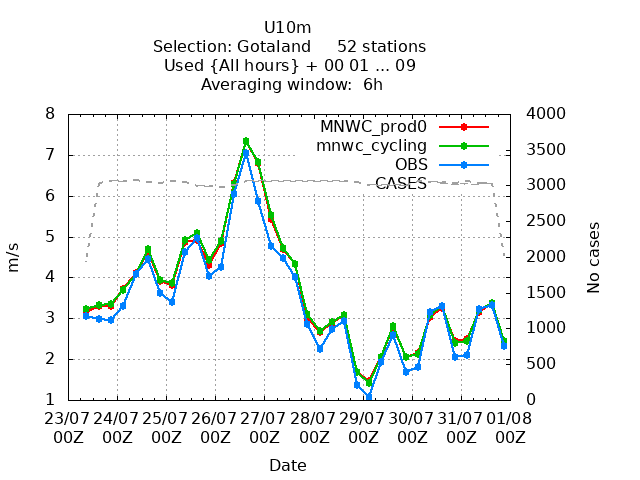 U10m
Selection: Gotaland 52 stations
Used {All hours} + 00 01 ... 09
Averaging window: 6h
MNWC_prod0
mnwc_cycling
OBS
CASES
8
7
6
5
4
3
2
1
m/s
4000
3500
3000
2500
2000
1500
1000
500
0
No cases
23/07 24/07 25/07 26/07 27/07 28/07 29/07 30/07 31/07 01/08
00Z 00Z 00Z 00Z 00Z 00Z 00Z 00Z 00Z 00Z
Date